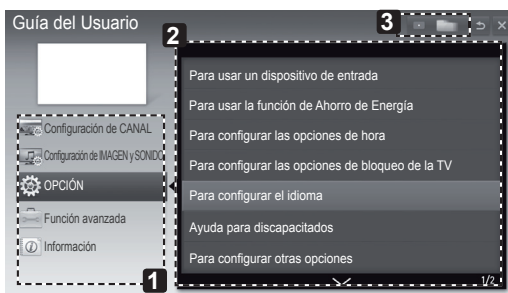 Guía del Usuario
3
2
Para usar un dispositivo de entrada
Para usar la función de Ahorro de Energía
Configuración de CANAL
Para configurar las opciones de hora
Configuración de IMAGEN y SONIDO
Para configurar las opciones de bloqueo de la TV
OPCIÓN
Para configurar el idioma
Función avanzada
Ayuda para discapacitados
Información
Para configurar otras opciones
1
1/2